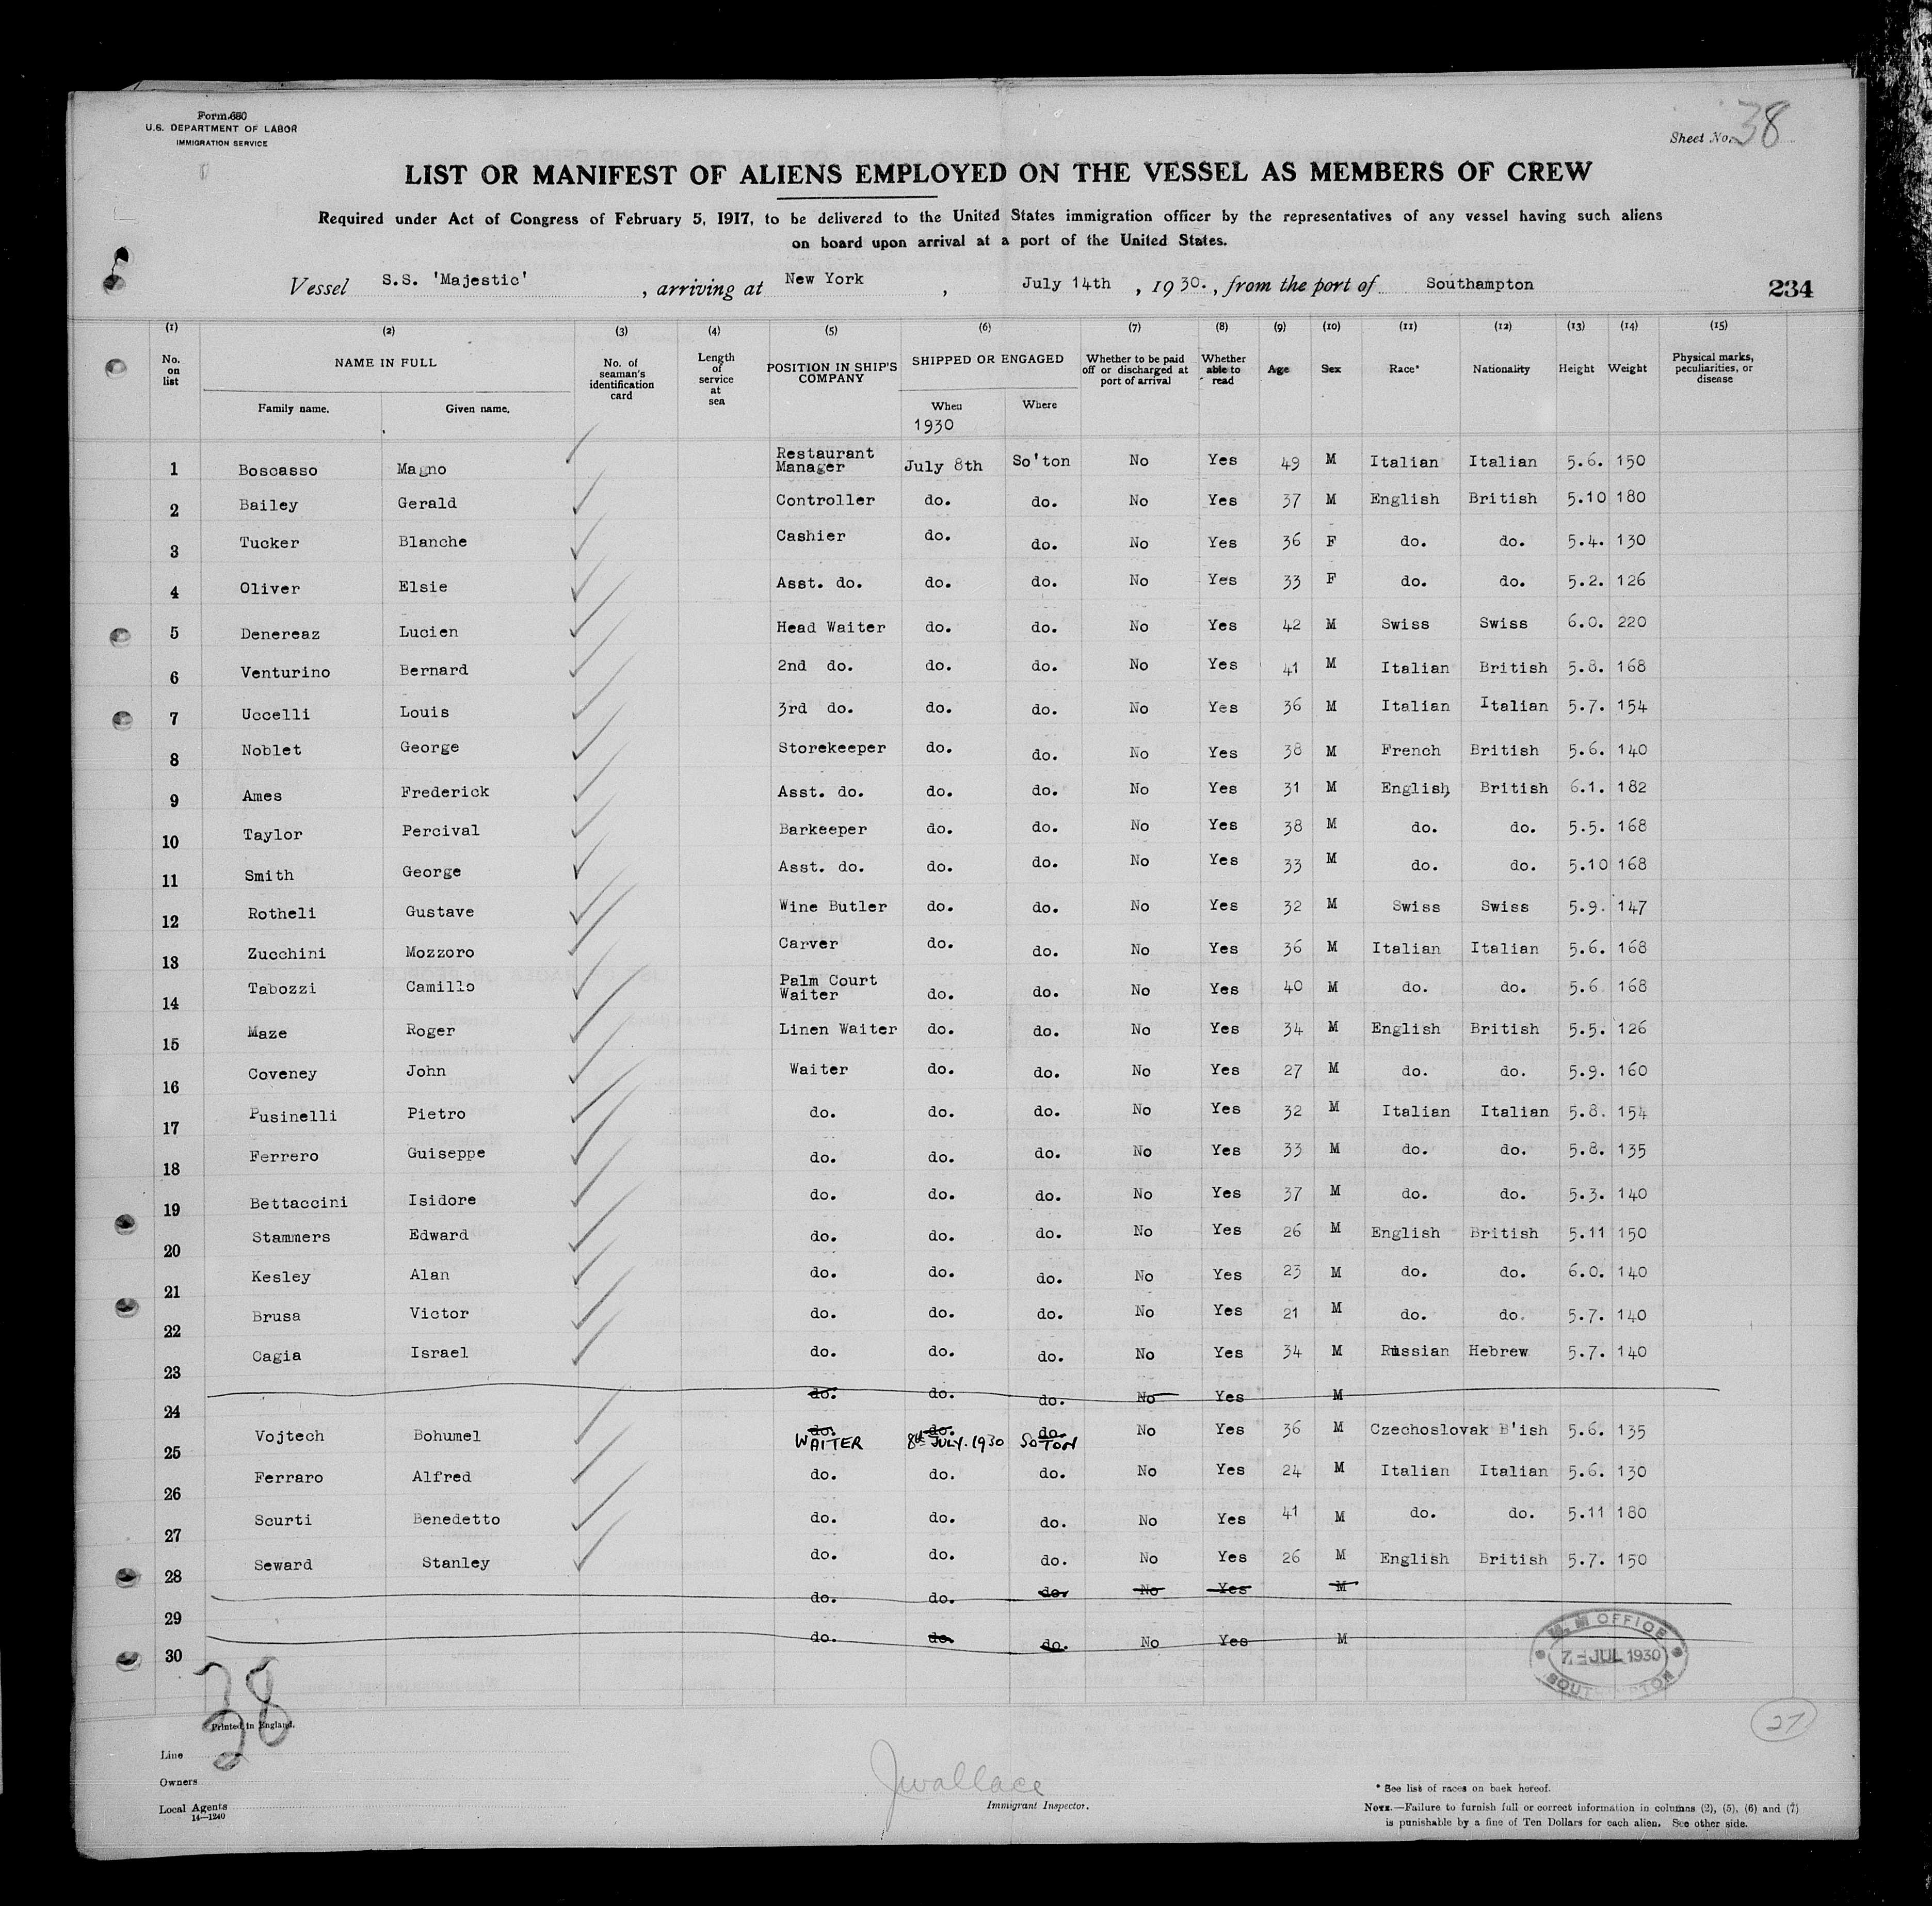 Form 680
U.S. DEPARTMENT OF LABOR
IMMIGRATION SERVICE
Sheet No. 38
LIST OR MANIFEST OF ALIENS EMPLOYED ON THE VESSEL AS MEMBERS OF CREW
Required under Act of Congress of February 5, 1917, to be delivered to the United States immigration officer by the representatives of any vessel having such aliens
on board upon arrival at a port of the United States.
Vessel S.S. 'Majestic', arriving at New York, July 14th, 1930., from the port of Southampton 234
(1) (2) (3) (4) (5) (6) (7) (8) (9) (10) (11) (12) (13) (14) (15)
No. on list NAME IN FULL Family name. Given name. No. of seaman's identification card Length of service at sea POSITION IN SHIP'S COMPANY SHIPPED OR ENGAGED When 1930 Where Whether to be paid off or discharged at port of arrival Whether able to read Age Sex Race* Nationality Height Weight Physical marks, peculiarities, or disease
1 Boscasso Magno Restaurant Manager July 8th So'ton No Yes 49 M Italian Italian 5.6. 150
2 Bailey Gerald Controller do. do. No Yes 37 M English British 5.10 180
3 Tucker Blanche Cashier do. do. No Yes 36 F do. do. 5.4. 130
4 Oliver Elsie Asst. do. do. do. No Yes 33 F do. do. 5.2. 126
5 Denereaz Lucien Head Waiter do. do. No Yes 42 M Swiss Swiss 6.0. 220
6 Venturino Bernard 2nd do. do. do. No Yes 41 M Italian British 5.8. 168
7 Uccelli Louis 3rd do. do. do. No Yes 36 M Italian Italian 5.7. 154
8 Noblet George Storekeeper do. do. No Yes 38 M French British 5.6. 140
9 Ames Frederick Asst. do. do. do. No Yes 31 M English British 6.1. 182
10 Taylor Percival Barkeeper do. do. No Yes 38 M do. do. 5.5. 168
11 Smith George Asst. do. do. do. No Yes 33 M do. do. 5.10 168
12 Rotheli Gustave Wine Butler do. do. No Yes 32 M Swiss Swiss 5.9. 147
13 Zucchini Mozzoro Carver do. do. No Yes 36 M Italian Italian 5.6. 168
14 Tabozzi Camillo Palm Court Waiter do. do. No Yes 40 M do. do. 5.6 168
15 Maze Roger Linen Waiter do. do. No Yes 34 M English British 5.5. 126
16 Coveney John Waiter do. do. No Yes 27 M do. do. 5.9. 160
17 Pusinelli Pietro do. do. do. No Yes 32 M Italian Italian 5.8. 154
18 Ferrero Guiseppe do. do. do. No Yes 33 M do. do. 5.8. 135
19 Bettaccini Isidore do. do. do. No Yes 37 M do. do. 5.3. 140
20 Stammers Edward do. do. do. No Yes 26 M English British 5.11 150
21 Kesley Alan do. do. do. No Yes 23 M do. do. 6.0. 140
22 Brusa Victor do. do. do. No Yes 21 M do. do. 5.7. 140
23 Cagia Israel do. do. do. No Yes 34 M Russian Hebrew 5.7. 140
24 do. do. do. No Yes M
25 Vojtech Bohumel do. do. do. No Yes 36 M Czechoslovak B'ish 5.6. 135
WAITER 8th JULY. 1930 SOTON
26 Ferraro Alfred do. do. do. No Yes 24 M Italian Italian 5.6. 130
27 Scurti Benedetto do. do. do. No Yes 41 M do. do. 5.11 180
28 Seward Stanley do. do. do. No Yes 26 M English British 5.7. 150
29 do. do. do. No Yes M
30 do. do. do. No Yes M
M.M OFFICE
7-JUL 1930
SOUTHAMPTON
38
Printed in England.
27
Line
Owners
Local Agents
14—1240
JWallace
Immigrant Inspector.
* See list of races on back hereof.
NOTE.—Failure to furnish full or correct information in columns (2), (5), (6) and (7)
is punishable by a fine of Ten Dollars for each alien. See other side.